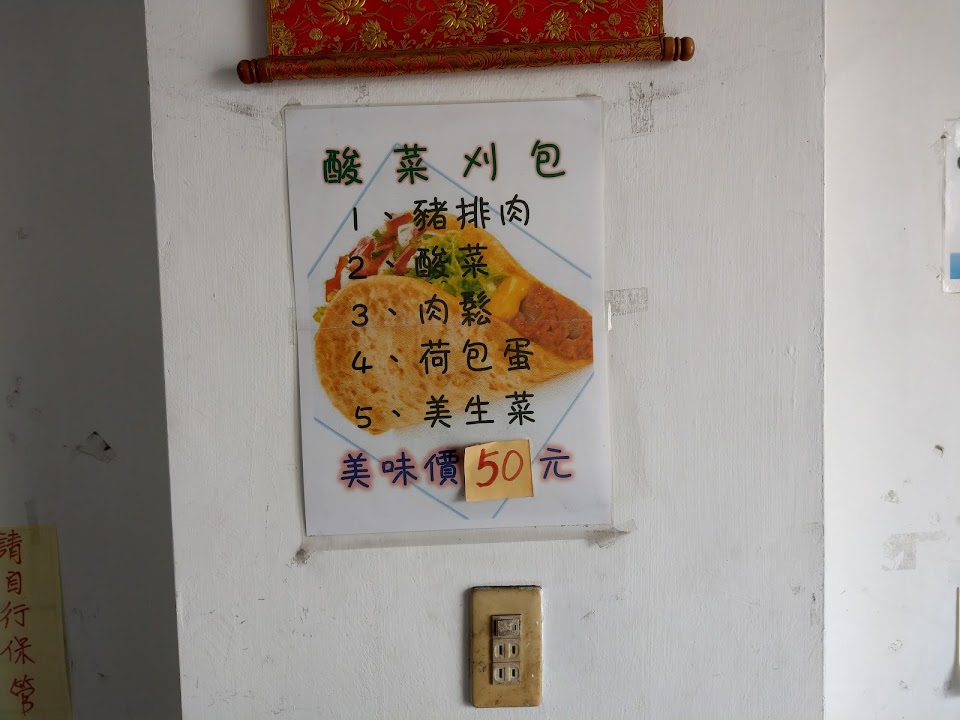 酸菜刈包
1、豬排肉
2、酸菜
3、肉鬆
4、荷包蛋
5、美生菜
美味價50元
請自行保管